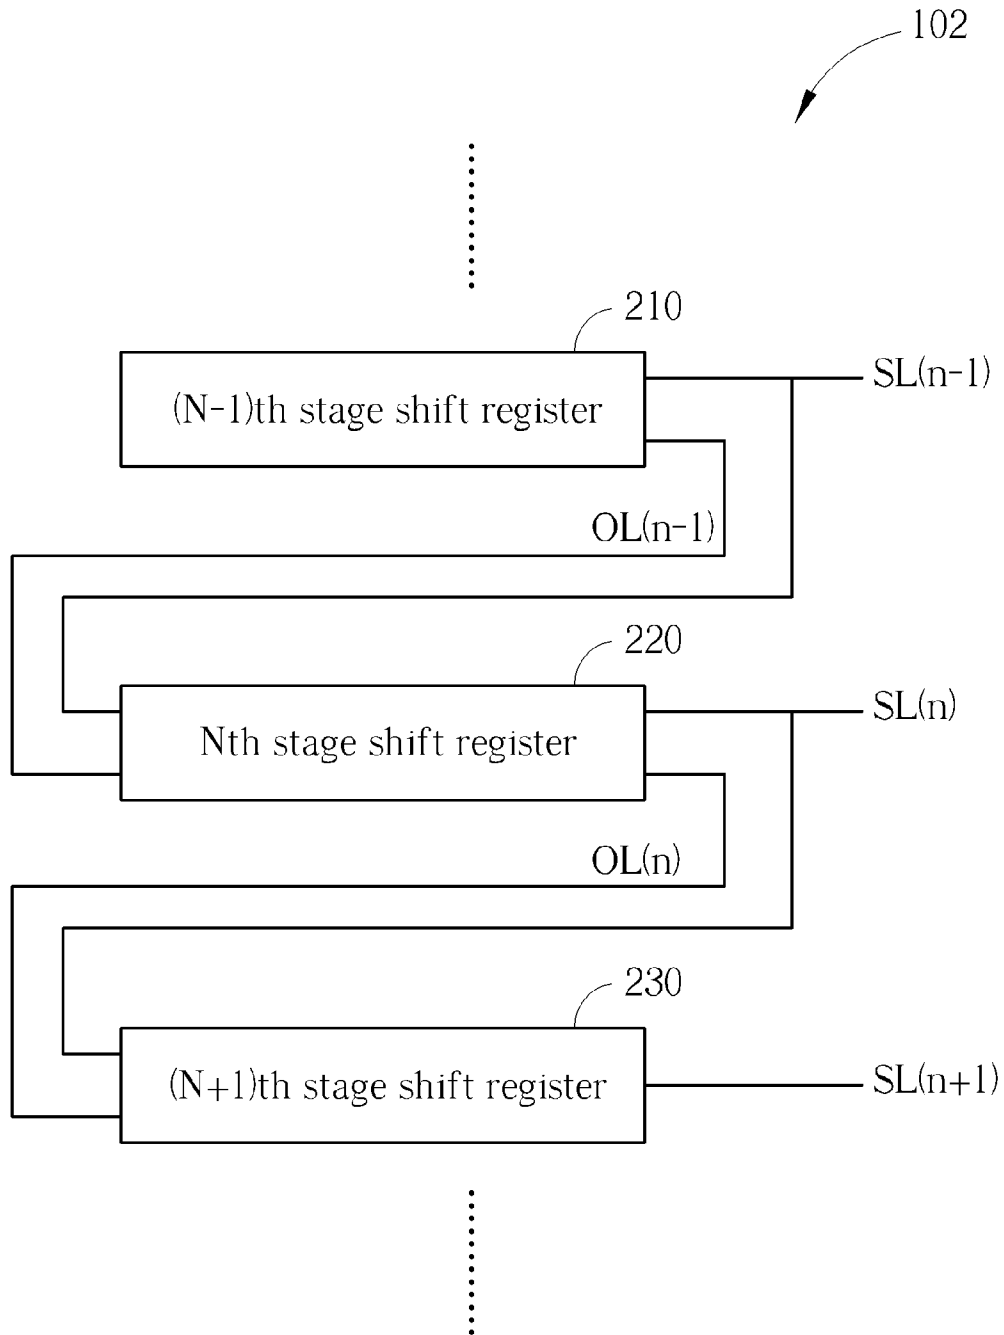 102
210
SL(n-1)
(N-1)th stage shift register
OL(n-1)
220
SL(n)
Nth stage shift register
OL(n)
230
SL(n+1)
(N+1)th stage shift register